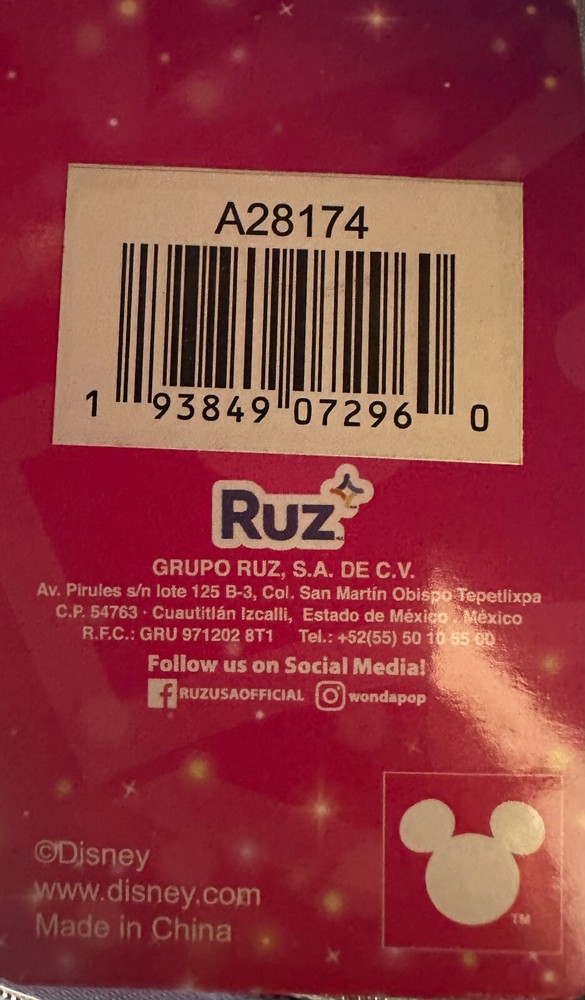 A28174
1 93849 07296 0
Ruz
GRUPO RUZ, S.A. DE C.V.
Av. Pirules s/n lote 125 B-3, Col. San Martín Obispo Tepetlixpa
C.P. 54763 · Cuautitlán Izcalli, Estado de México . México
R.F.C.: GRU 971202 8T1 Tel.: +52(55) 50 10 55 00
Follow us on Social Media!
RUZUSAOFFICIAL wondapop
©Disney
www.disney.com
Made in China
TM